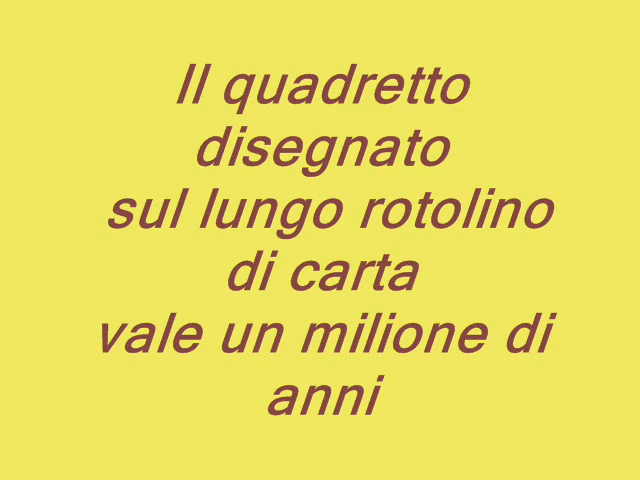 Il quadretto
disegnato
sul lungo rotolino
di carta
vale un milione di
anni